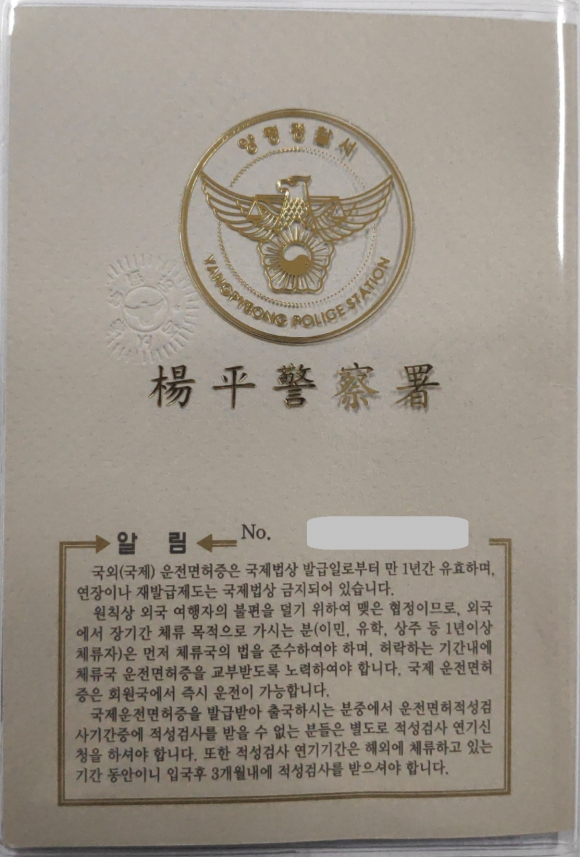 양평경찰서
YANGPYEONG POLICE STATION
楊平警察署
알 림
No.
국외(국제) 운전면허증은 국제법상 발급일로부터 만 1년간 유효하며,
연장이나 재발급제도는 국제법상 금지되어 있습니다.
원칙상 외국 여행자의 불편을 덜기 위하여 맺은 협정이므로, 외국
에서 장기간 체류 목적으로 가시는 분(이민, 유학, 상주 등 1년이상
체류자)은 먼저 체류국의 법을 준수하여야 하며, 허락하는 기간내에
체류국 운전면허증을 교부받도록 노력하여야 합니다. 국제 운전면허
증은 회원국에서 즉시 운전이 가능합니다.
국제운전면허증을 발급받아 출국하시는 분중에서 운전면허적성검
사기간중에 적성검사를 받을 수 없는 분들은 별도로 적성검사 연기신
청을 하셔야 합니다. 또한 적성검사 연기기간은 해외에 체류하고 있는
기간 동안이니 입국후 3개월내에 적성검사를 받으셔야 합니다.